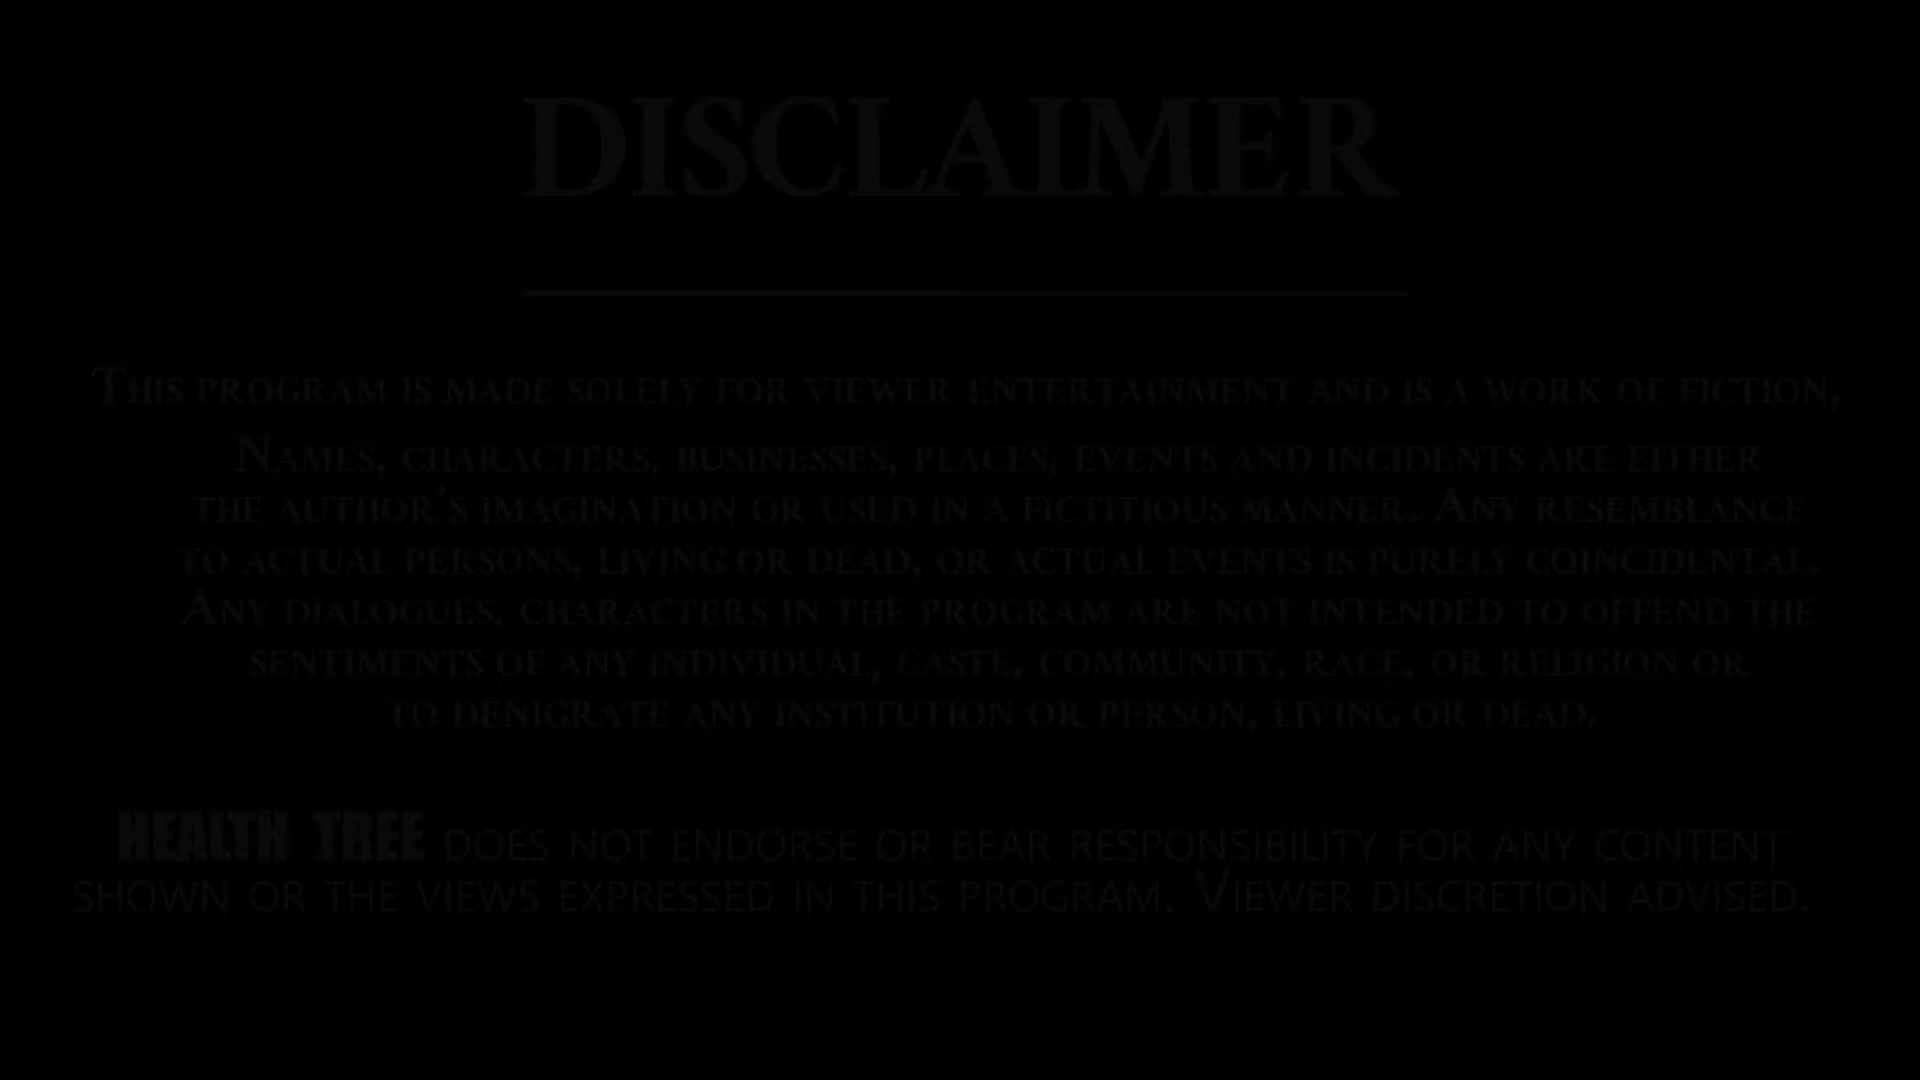 DISCLAIMER
This program is made solely for viewer entertainment and is a work of fiction,
Names, characters, businesses, places, events and incidents are either
the author's imagination or used in a fictitious manner. Any resemblance
to actual persons, living or dead, or actual events is purely coincidental.
Any dialogues, characters in the program are not intended to offend the
sentiments of any individual, caste, community, race, or religion or
to denigrate any institution or person, living or dead.
HEALTH TREE does not endorse or bear responsibility for any content
shown or the views expressed in this program. Viewer discretion advised.